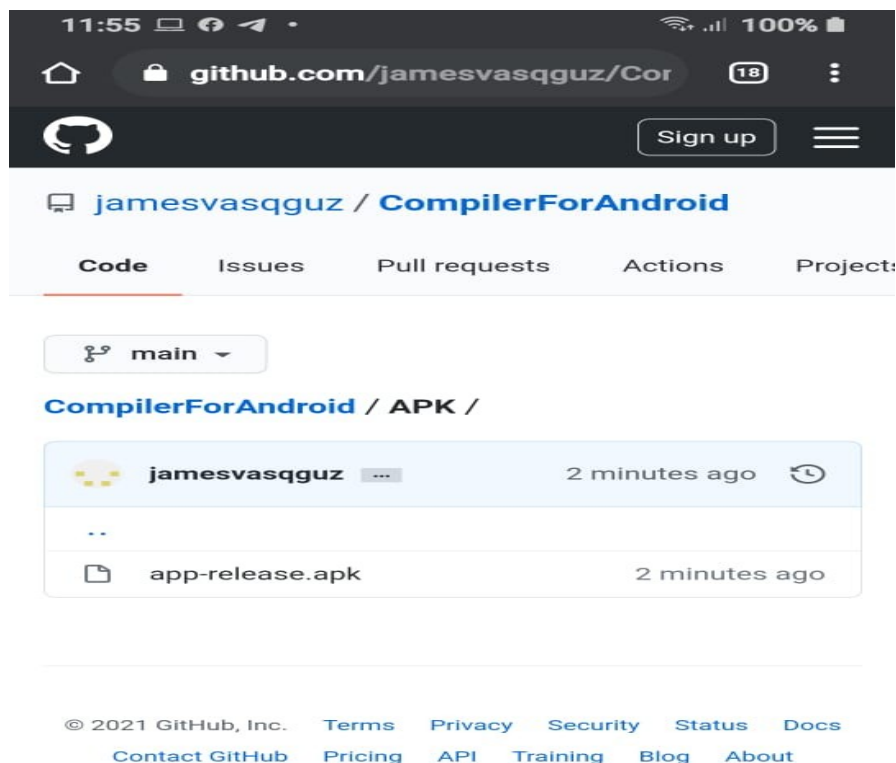 11:55 100%
github.com/jamesvasqguz/Cor 18
Sign up
jamesvasqguz / CompilerForAndroid
Code Issues Pull requests Actions Projects
main
CompilerForAndroid / APK /
jamesvasqguz ... 2 minutes ago
..
app-release.apk 2 minutes ago
© 2021 GitHub, Inc. Terms Privacy Security Status Docs
Contact GitHub Pricing API Training Blog About